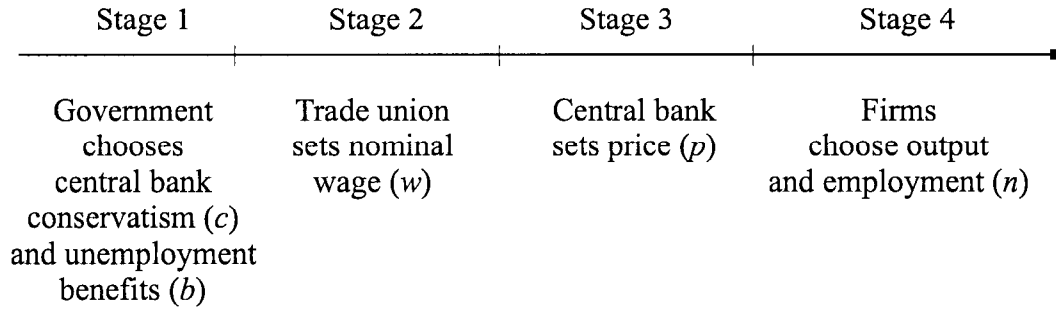 Stage 1 Stage 2 Stage 3 Stage 4
Government
chooses
central bank
conservatism (c)
and unemployment
benefits (b)
Trade union
sets nominal
wage (w)
Central bank
sets price (p)
Firms
choose output
and employment (n)